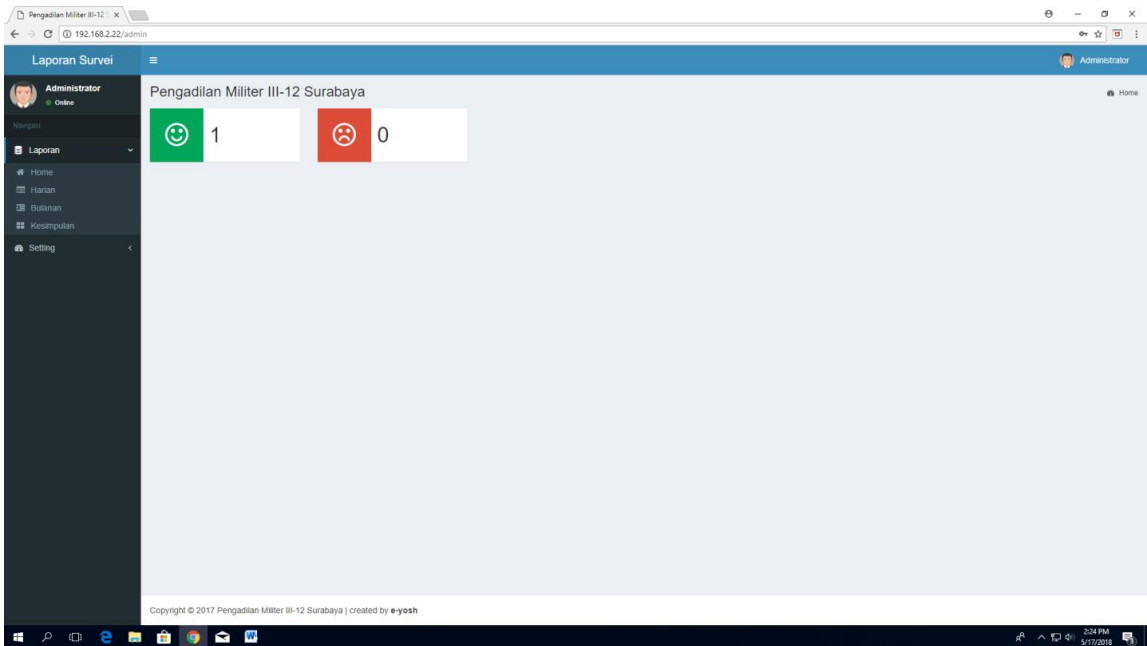 Pengadilan Militer III-12
192.168.2.22/admin
Laporan Survei
Administrator
Administrator
Online
Pengadilan Militer III-12 Surabaya
Home
Navigasi
1
0
Laporan
Home
Harian
Bulanan
Kesimpulan
Setting
Copyright © 2017 Pengadilan Militer III-12 Surabaya | created by e-yosh
2:24 PM
5/17/2018